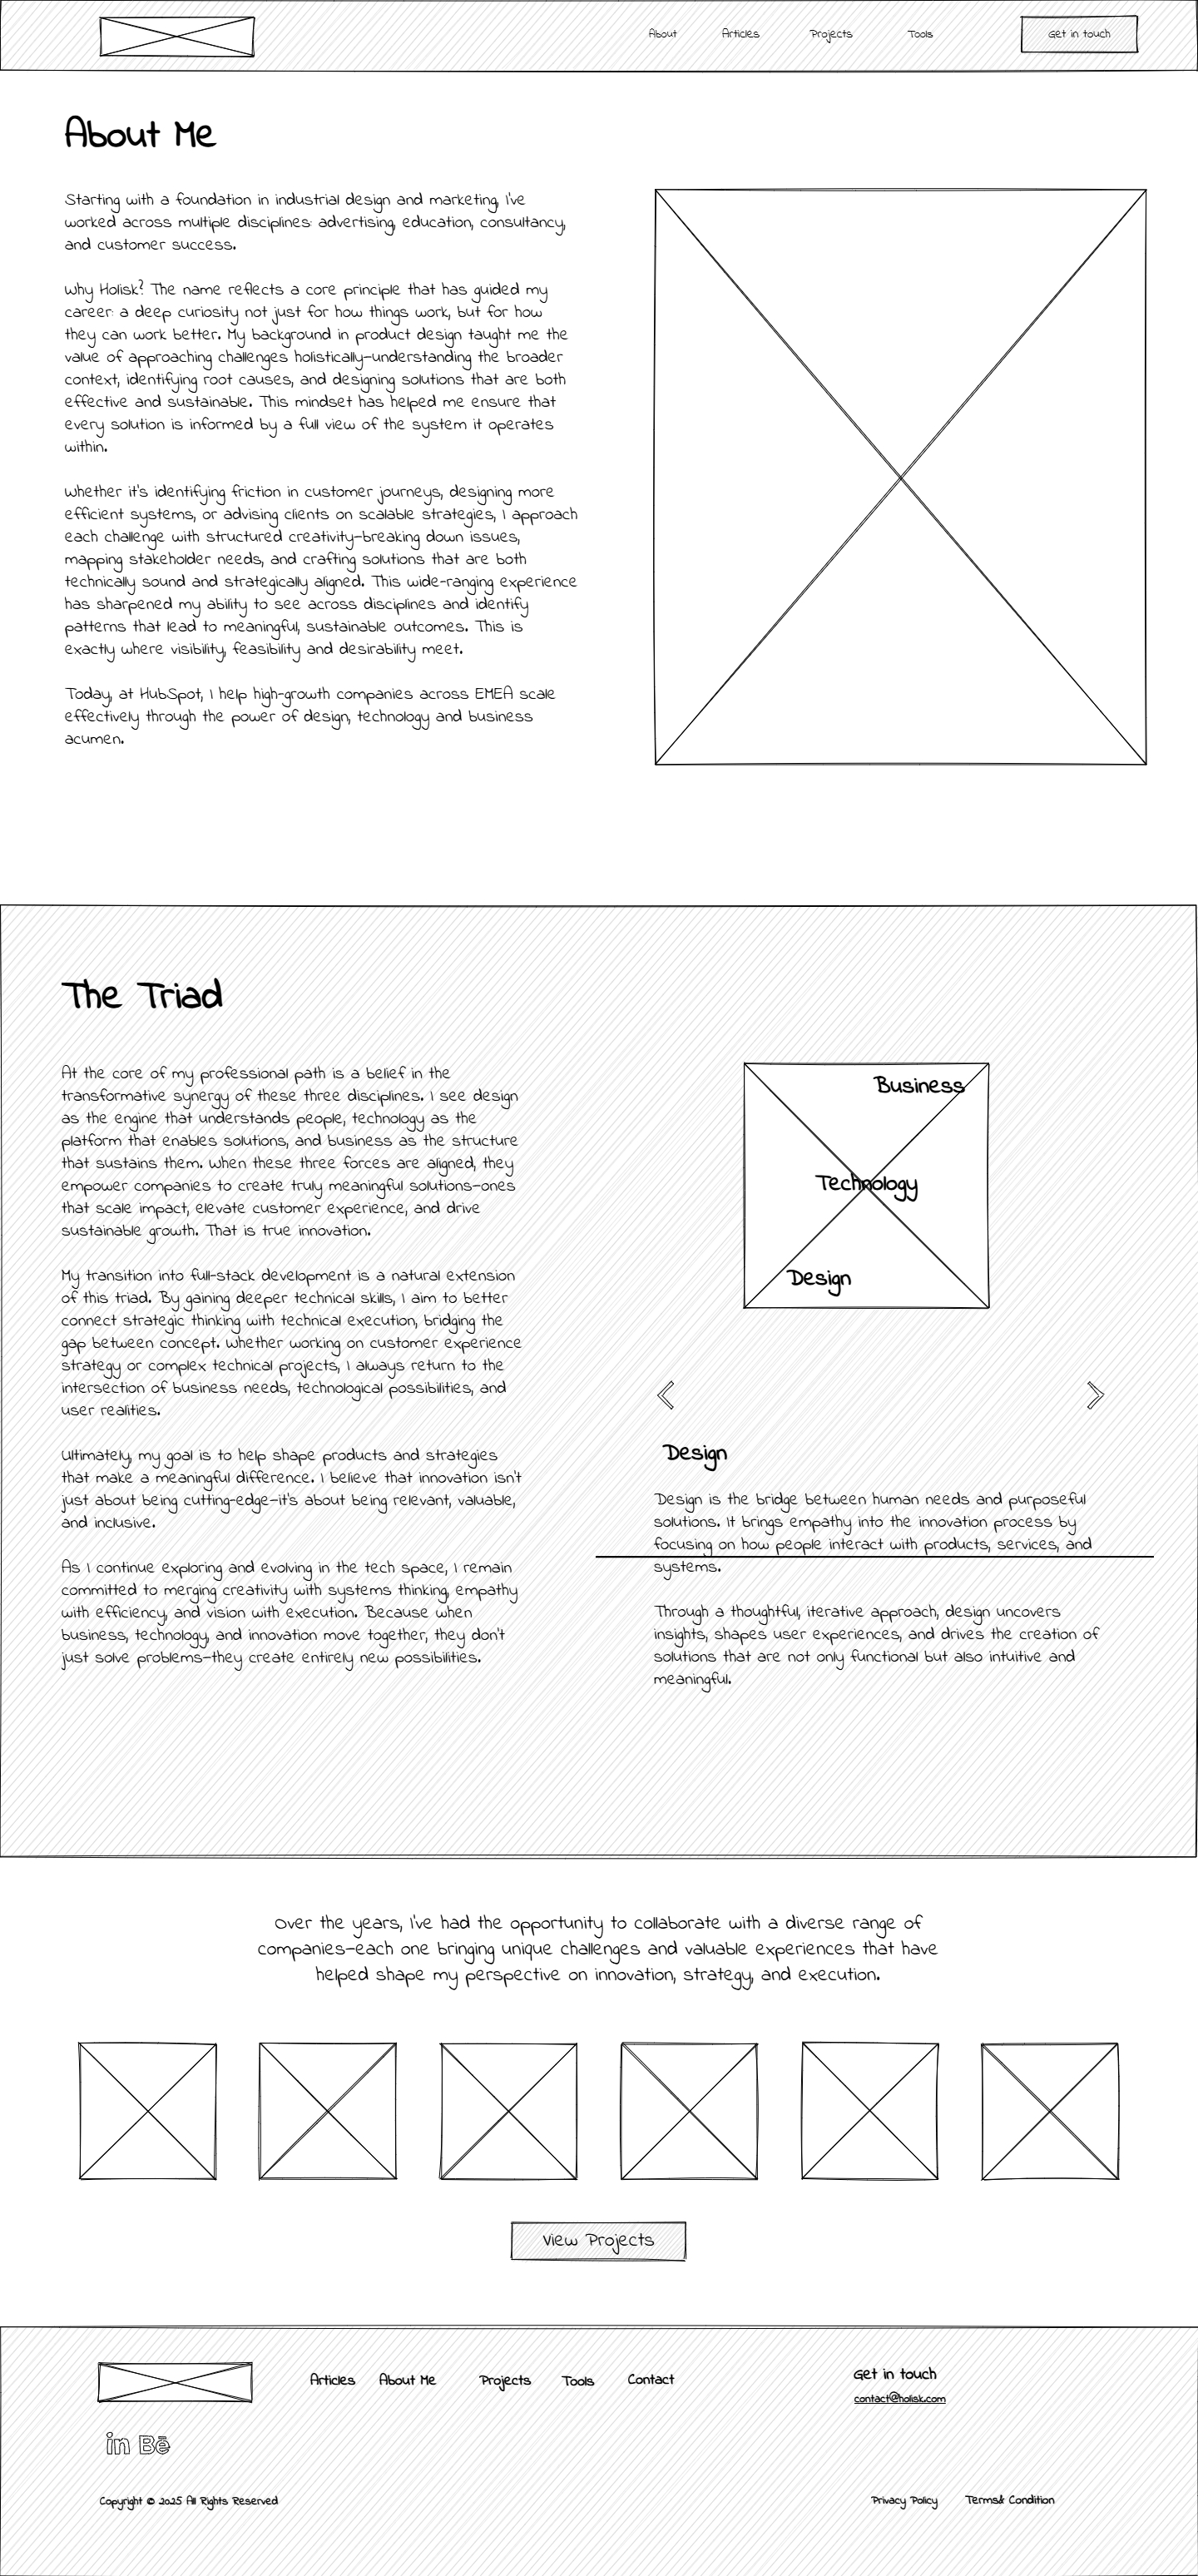 About Articles Projects Tools Get in touch
About Me
Starting with a foundation in industrial design and marketing, I've
worked across multiple disciplines: advertising, education, consultancy,
and customer success.
Why Holisk? The name reflects a core principle that has guided my
career: a deep curiosity not just for how things work, but for how
they can work better. My background in product design taught me the
value of approaching challenges holistically—understanding the broader
context, identifying root causes, and designing solutions that are both
effective and sustainable. This mindset has helped me ensure that
every solution is informed by a full view of the system it operates
within.
Whether it's identifying friction in customer journeys, designing more
efficient systems, or advising clients on scalable strategies, I approach
each challenge with structured creativity—breaking down issues,
mapping stakeholder needs, and crafting solutions that are both
technically sound and strategically aligned. This wide-ranging experience
has sharpened my ability to see across disciplines and identify
patterns that lead to meaningful, sustainable outcomes. This is
exactly where visibility, feasibility and desirability meet.
Today, at HubSpot, I help high-growth companies across EMEA scale
effectively through the power of design, technology and business
acumen.
The Triad
At the core of my professional path is a belief in the
transformative synergy of these three disciplines. I see design
as the engine that understands people, technology as the
platform that enables solutions, and business as the structure
that sustains them. When these three forces are aligned, they
empower companies to create truly meaningful solutions—ones
that scale impact, elevate customer experience, and drive
sustainable growth. That is true innovation.
My transition into full-stack development is a natural extension
of this triad. By gaining deeper technical skills, I aim to better
connect strategic thinking with technical execution, bridging the
gap between concept. Whether working on customer experience
strategy or complex technical projects, I always return to the
intersection of business needs, technological possibilities, and
user realities.
Ultimately, my goal is to help shape products and strategies
that make a meaningful difference. I believe that innovation isn't
just about being cutting-edge—it's about being relevant, valuable,
and inclusive.
As I continue exploring and evolving in the tech space, I remain
committed to merging creativity with systems thinking, empathy
with efficiency, and vision with execution. Because when
business, technology, and innovation move together, they don't
just solve problems—they create entirely new possibilities.
Business
Technology
Design
Design
Design is the bridge between human needs and purposeful
solutions. It brings empathy into the innovation process by
focusing on how people interact with products, services, and
systems.
Through a thoughtful, iterative approach, design uncovers
insights, shapes user experiences, and drives the creation of
solutions that are not only functional but also intuitive and
meaningful.
Over the years, I've had the opportunity to collaborate with a diverse range of
companies—each one bringing unique challenges and valuable experiences that have
helped shape my perspective on innovation, strategy, and execution.
View Projects
Articles About Me Projects Tools Contact
Get in touch
contact@holisk.com
in Bē
Copyright © 2025 All Rights Reserved
Privacy Policy Terms& Condition